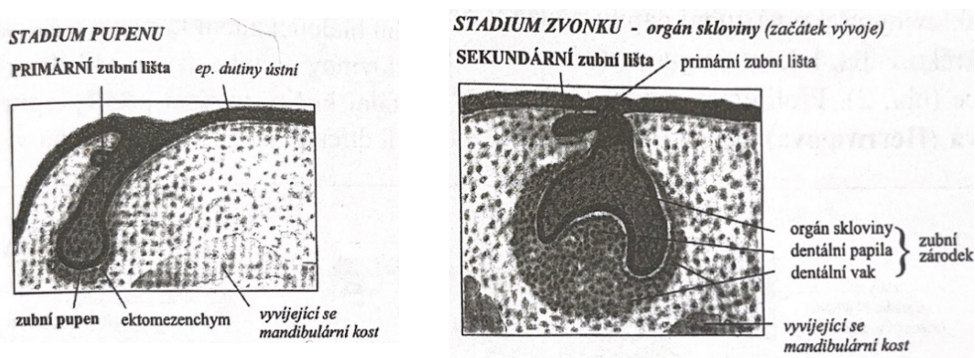 STADIUM PUPENU
PRIMÁRNÍ zubní lišta
ep. dutiny ústní
zubní pupen
ektomezenchym
vyvíjející se
mandibulární kost
STADIUM ZVONKU - orgán skloviny (začátek vývoje)
SEKUNDÁRNÍ zubní lišta
primární zubní lišta
orgán skloviny
dentální papila
dentální vak
zubní
zárodek
vyvíjející se
mandibulární kost